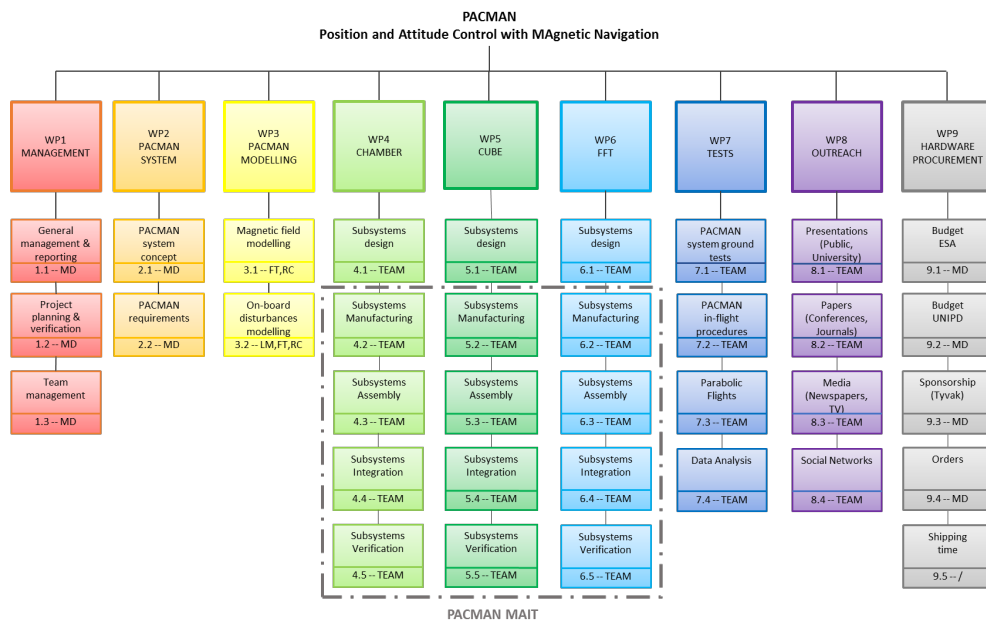 PACMAN
Position and Attitude Control with MAgnetic Navigation
WP1
MANAGEMENT
WP2
PACMAN
SYSTEM
WP3
PACMAN
MODELLING
WP4
CHAMBER
WP5
CUBE
WP6
FFT
WP7
TESTS
WP8
OUTREACH
WP9
HARDWARE
PROCUREMENT
General
management &
reporting
1.1 -- MD
Project
planning &
verification
1.2 -- MD
Team
management
1.3 -- MD
PACMAN
system
concept
2.1 -- MD
PACMAN
requirements
2.2 -- MD
Magnetic field
modelling
3.1 -- FT,RC
On-board
disturbances
modelling
3.2 -- LM,FT,RC
Subsystems
design
4.1 -- TEAM
Subsystems
Manufacturing
4.2 -- TEAM
Subsystems
Assembly
4.3 -- TEAM
Subsystems
Integration
4.4 -- TEAM
Subsystems
Verification
4.5 -- TEAM
Subsystems
design
5.1 -- TEAM
Subsystems
Manufacturing
5.2 -- TEAM
Subsystems
Assembly
5.3 -- TEAM
Subsystems
Integration
5.4 -- TEAM
Subsystems
Verification
5.5 -- TEAM
Subsystems
design
6.1 -- TEAM
Subsystems
Manufacturing
6.2 -- TEAM
Subsystems
Assembly
6.3 -- TEAM
Subsystems
Integration
6.4 -- TEAM
Subsystems
Verification
6.5 -- TEAM
PACMAN
system ground
tests
7.1 -- TEAM
PACMAN
in-flight
procedures
7.2 -- TEAM
Parabolic
Flights
7.3 -- TEAM
Data Analysis
7.4 -- TEAM
Presentations
(Public,
University)
8.1 -- TEAM
Papers
(Conferences,
Journals)
8.2 -- TEAM
Media
(Newspapers,
TV)
8.3 -- TEAM
Social Networks
8.4 -- TEAM
Budget
ESA
9.1 -- MD
Budget
UNIPD
9.2 -- MD
Sponsorship
(Tyvak)
9.3 -- MD
Orders
9.4 -- MD
Shipping
time
9.5 -- /
PACMAN MAIT